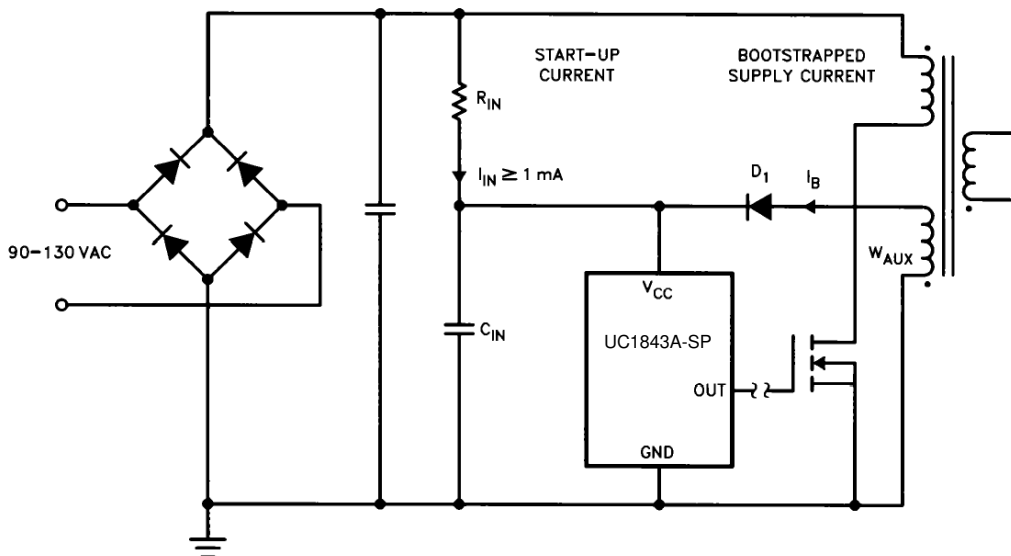 START–UP
CURRENT
BOOTSTRAPPED
SUPPLY CURRENT
R_IN
I_IN ≥ 1 mA
D_1
I_B
90–130 VAC
W_AUX
V_CC
C_IN
UC1843A-SP
OUT
GND